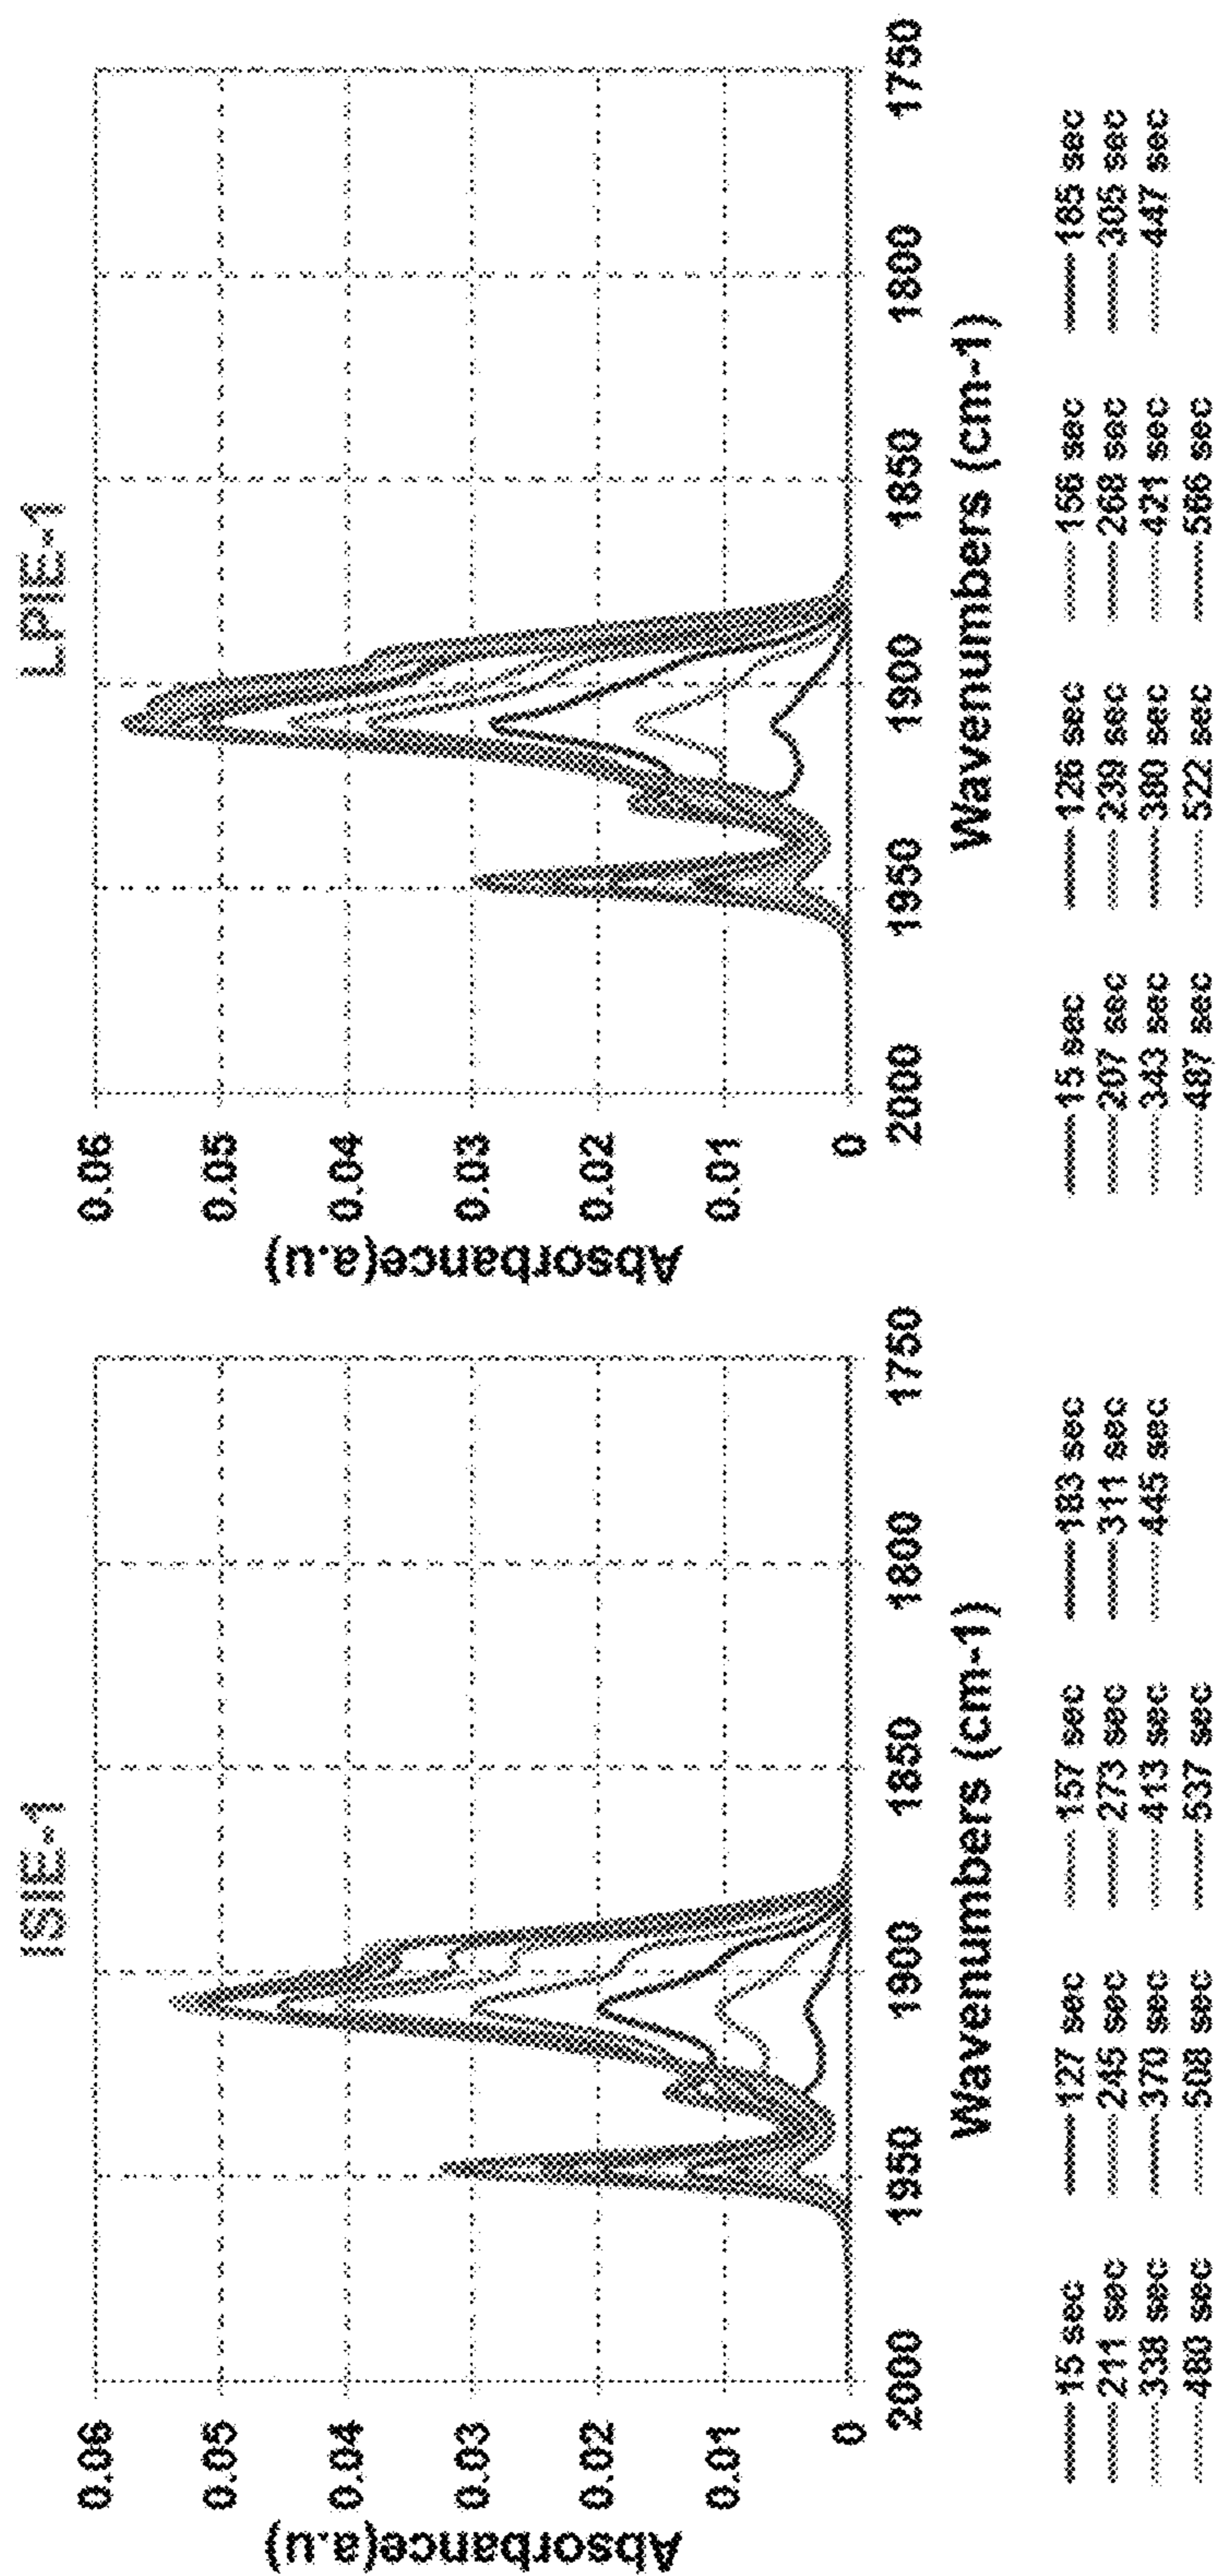 ISIE-1
Absorbance(a.u)
0.06
0.05
0.04
0.03
0.02
0.01
0
2000 1950 1900 1850 1800 1750
Wavenumbers (cm-1)
15 sec 127 sec 157 sec 183 sec
211 sec 245 sec 273 sec 311 sec
338 sec 370 sec 413 sec 445 sec
480 sec 508 sec 537 sec
LPIE-1
Absorbance(a.u)
0.06
0.05
0.04
0.03
0.02
0.01
0
2000 1950 1900 1850 1800 1750
Wavenumbers (cm-1)
15 sec 126 sec 156 sec 165 sec
207 sec 239 sec 268 sec 305 sec
343 sec 380 sec 421 sec 447 sec
487 sec 522 sec 566 sec